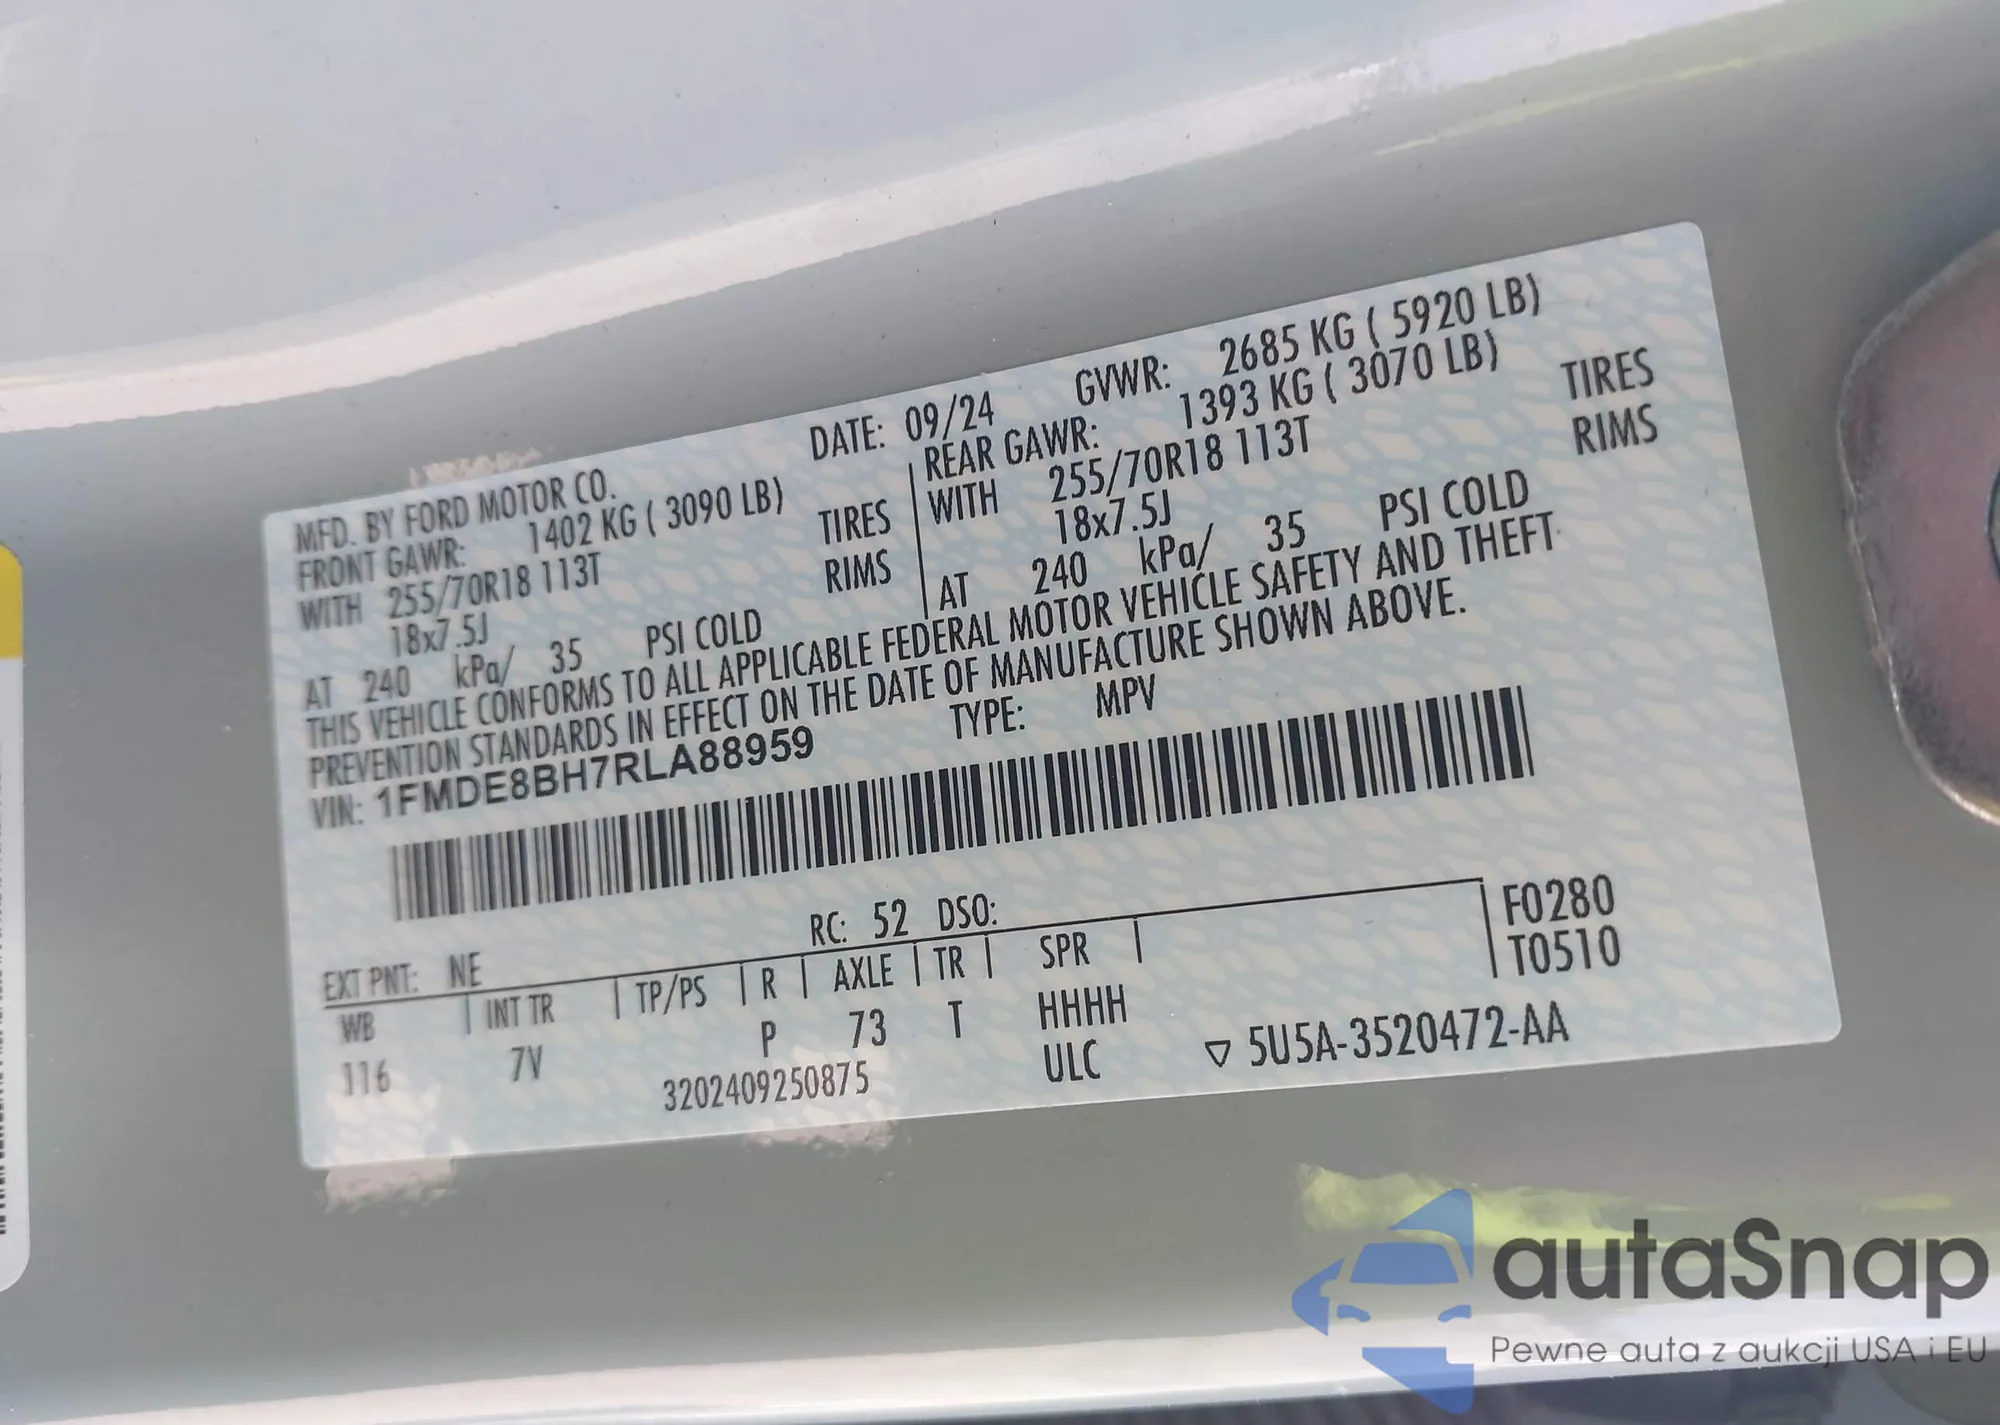 MFD. BY FORD MOTOR CO.
DATE: 09/24
GVWR: 2685 KG ( 5920 LB)
FRONT GAWR: 1402 KG ( 3090 LB)
REAR GAWR: 1393 KG ( 3070 LB)
WITH 255/70R18 113T TIRES
WITH 255/70R18 113T TIRES
18x7.5J RIMS
18x7.5J RIMS
AT 240 kPa/ 35 PSI COLD
AT 240 kPa/ 35 PSI COLD
THIS VEHICLE CONFORMS TO ALL APPLICABLE FEDERAL MOTOR VEHICLE SAFETY AND THEFT
PREVENTION STANDARDS IN EFFECT ON THE DATE OF MANUFACTURE SHOWN ABOVE.
VIN: 1FMDE8BH7RLA88959
TYPE: MPV
EXT PNT: NE RC: 52 DSO:
WB INT TR TP/PS R AXLE TR SPR
F0280
T0510
116 7V P 73 T HHHH
ULC
3202409250875
▽ 5U5A-3520472-AA
autaSnap
Pewne auta z aukcji USA i EU